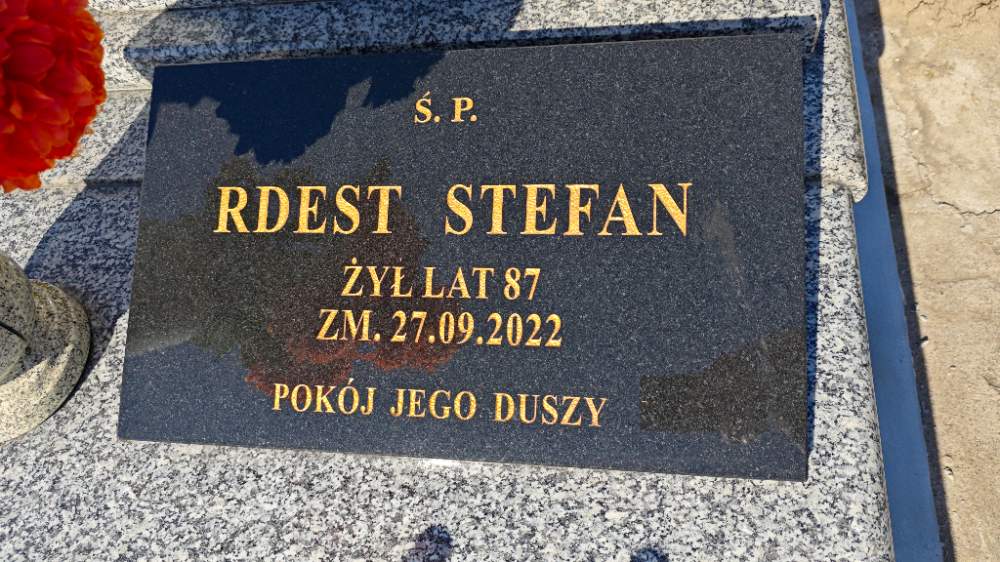 Ś. P.
RDEST STEFAN
ŻYŁ LAT 87
ZM. 27.09.2022
POKÓJ JEGO DUSZY